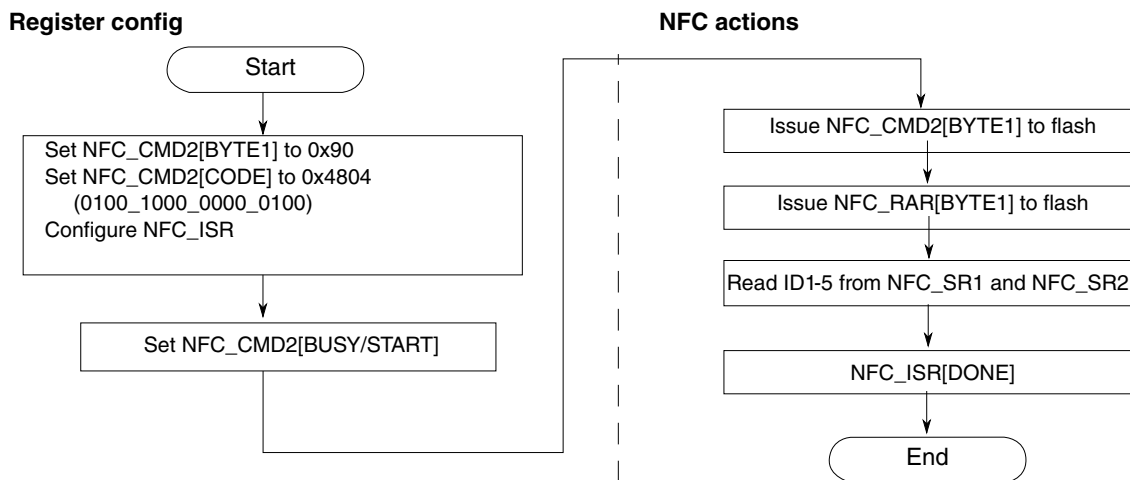 Register config
Start
Set NFC_CMD2[BYTE1] to 0x90
Set NFC_CMD2[CODE] to 0x4804
(0100_1000_0000_0100)
Configure NFC_ISR
Set NFC_CMD2[BUSY/START]
NFC actions
Issue NFC_CMD2[BYTE1] to flash
Issue NFC_RAR[BYTE1] to flash
Read ID1-5 from NFC_SR1 and NFC_SR2
NFC_ISR[DONE]
End